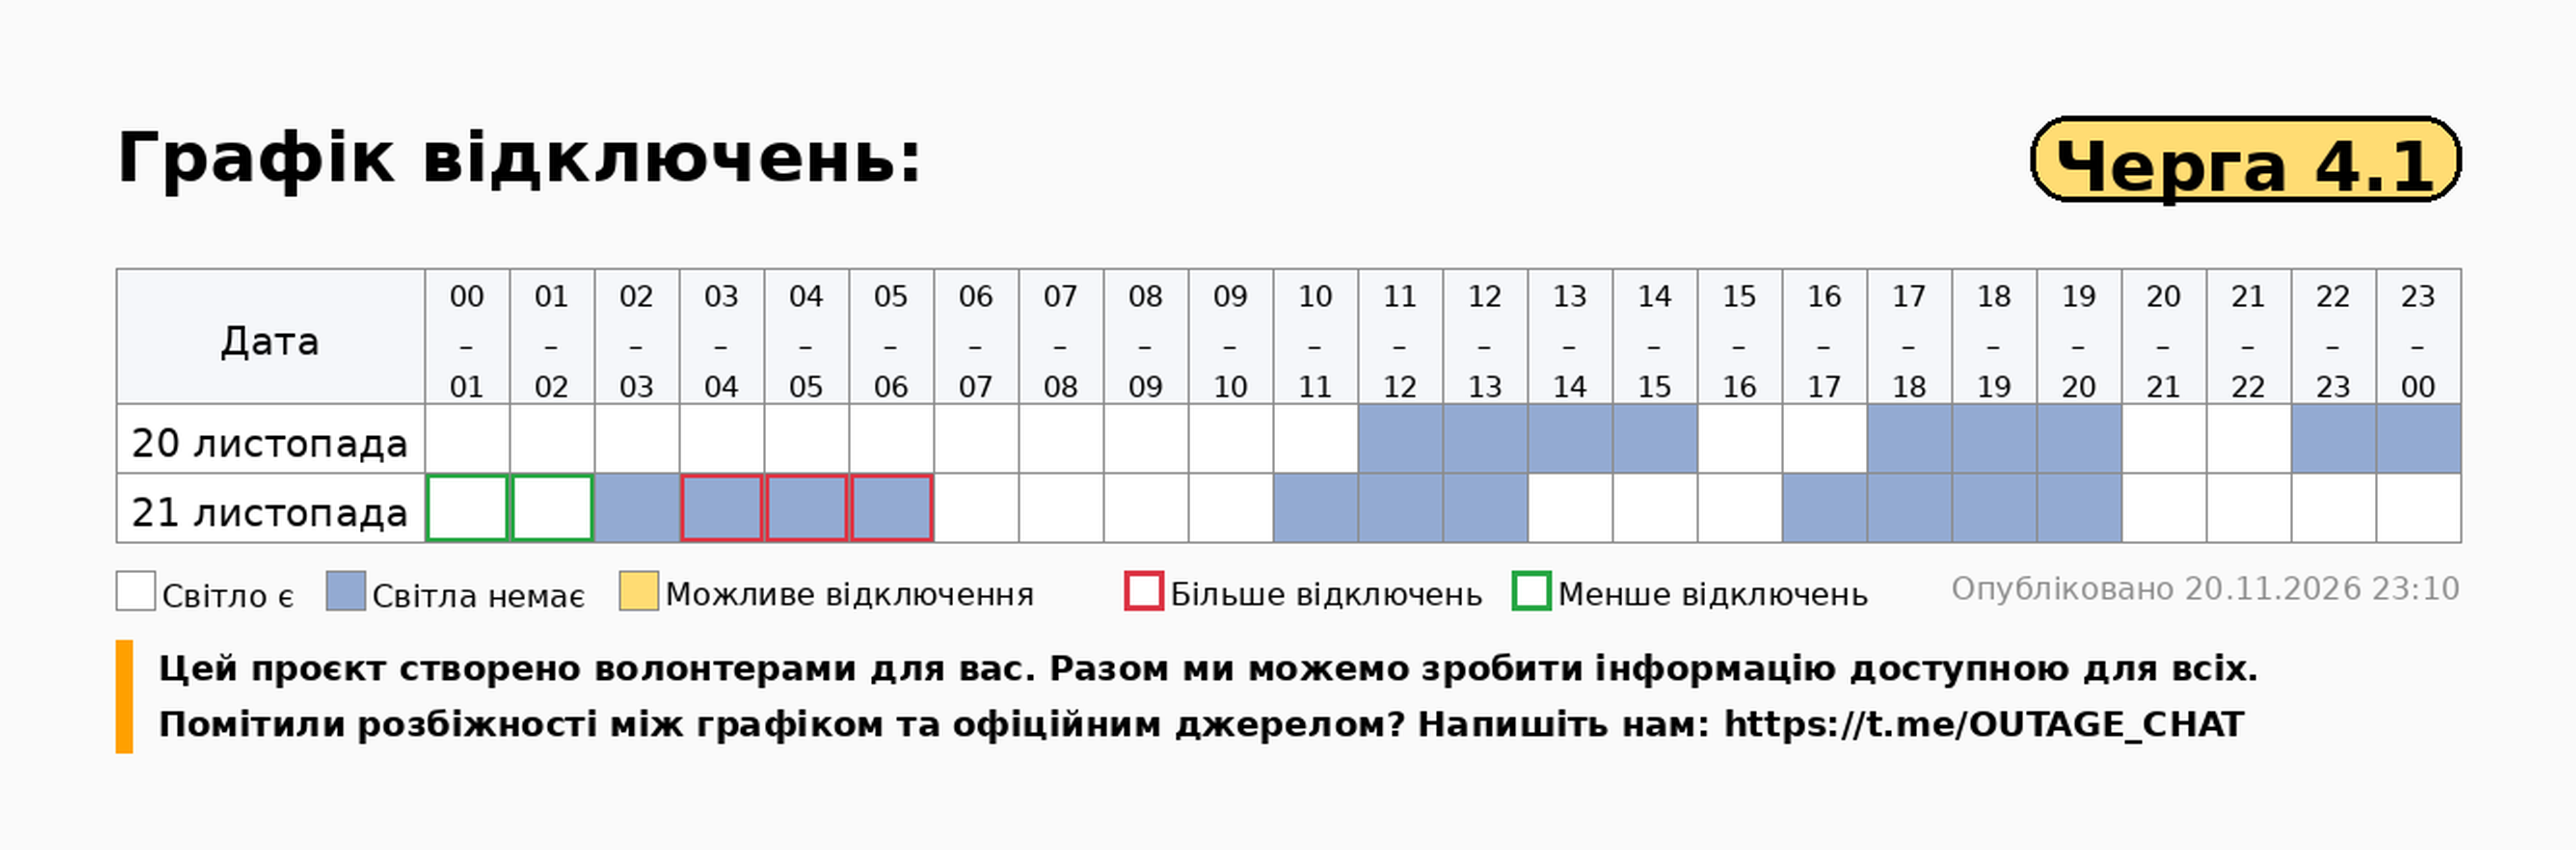 Графік відключень:
Черга 4.1
Дата 00 – 01 01 – 02 02 – 03 03 – 04 04 – 05 05 – 06 06 – 07 07 – 08 08 – 09 09 – 10 10 – 11 11 – 12 12 – 13 13 – 14 14 – 15 15 – 16 16 – 17 17 – 18 18 – 19 19 – 20 20 – 21 21 – 22 22 – 23 23 – 00
20 листопада
21 листопада
Світло є Світла немає Можливе відключення Більше відключень Менше відключень Опубліковано 20.11.2026 23:10
Цей проєкт створено волонтерами для вас. Разом ми можемо зробити інформацію доступною для всіх.
Помітили розбіжності між графіком та офіційним джерелом? Напишіть нам: https://t.me/OUTAGE_CHAT